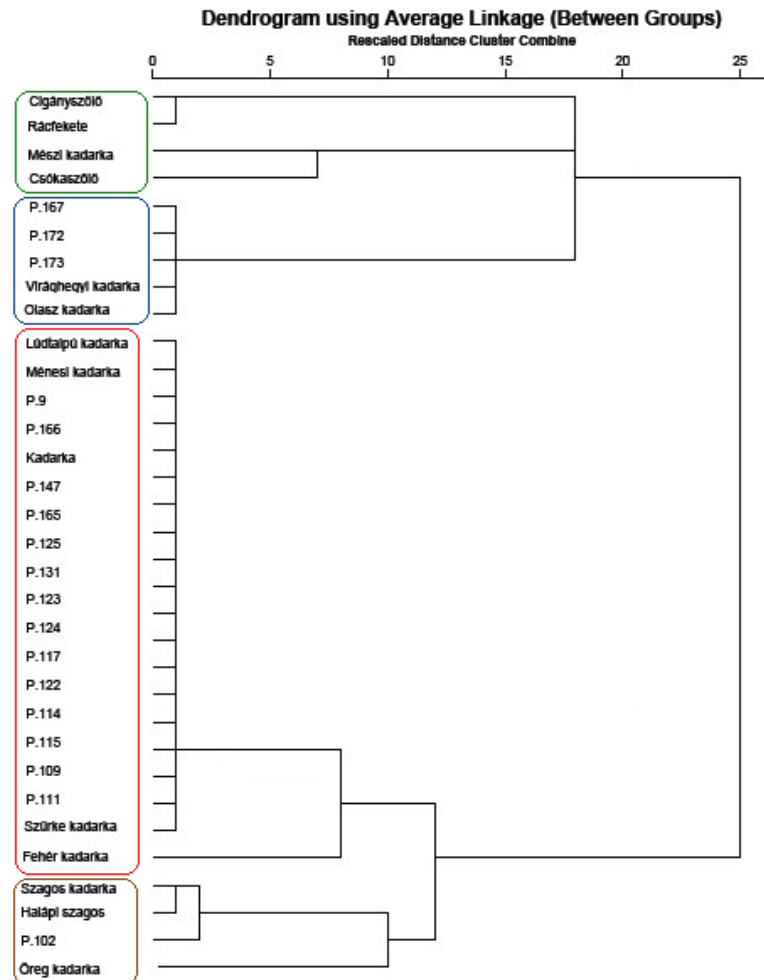 Dendrogram using Average Linkage (Between Groups)
Rescaled Distance Cluster Combine
0 5 10 15 20 25
Cigányszőlő
Rácfekete
Mészi kadarka
Csókaszőlő
P.167
P.172
P.173
Virághegyi kadarka
Olasz kadarka
Lúdtalpú kadarka
Ménesi kadarka
P.9
P.166
Kadarka
P.147
P.165
P.125
P.131
P.123
P.124
P.117
P.122
P.114
P.115
P.109
P.111
Szürke kadarka
Fehér kadarka
Szagos kadarka
Halápi szagos
P.102
Öreg kadarka